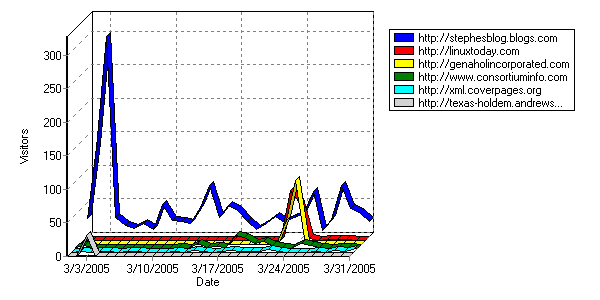 300
250
200
150
100
50
0
Visitors
3/3/2005 3/10/2005 3/17/2005 3/24/2005 3/31/2005
Date
http://stephesblog.blogs.com
http://linuxtoday.com
http://genaholincorporated.com
http://www.consortiuminfo.com
http://xml.coverpages.org
http://texas-holdem.andrews...